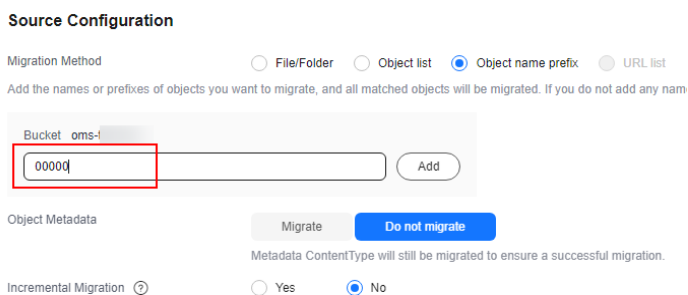 Source Configuration
Migration Method File/Folder Object list Object name prefix URL list
Add the names or prefixes of objects you want to migrate, and all matched objects will be migrated. If you do not add any
Bucket oms-
00000
Add
Object Metadata Migrate Do not migrate
Metadata ContentType will still be migrated to ensure a successful migration.
Incremental Migration ? Yes No